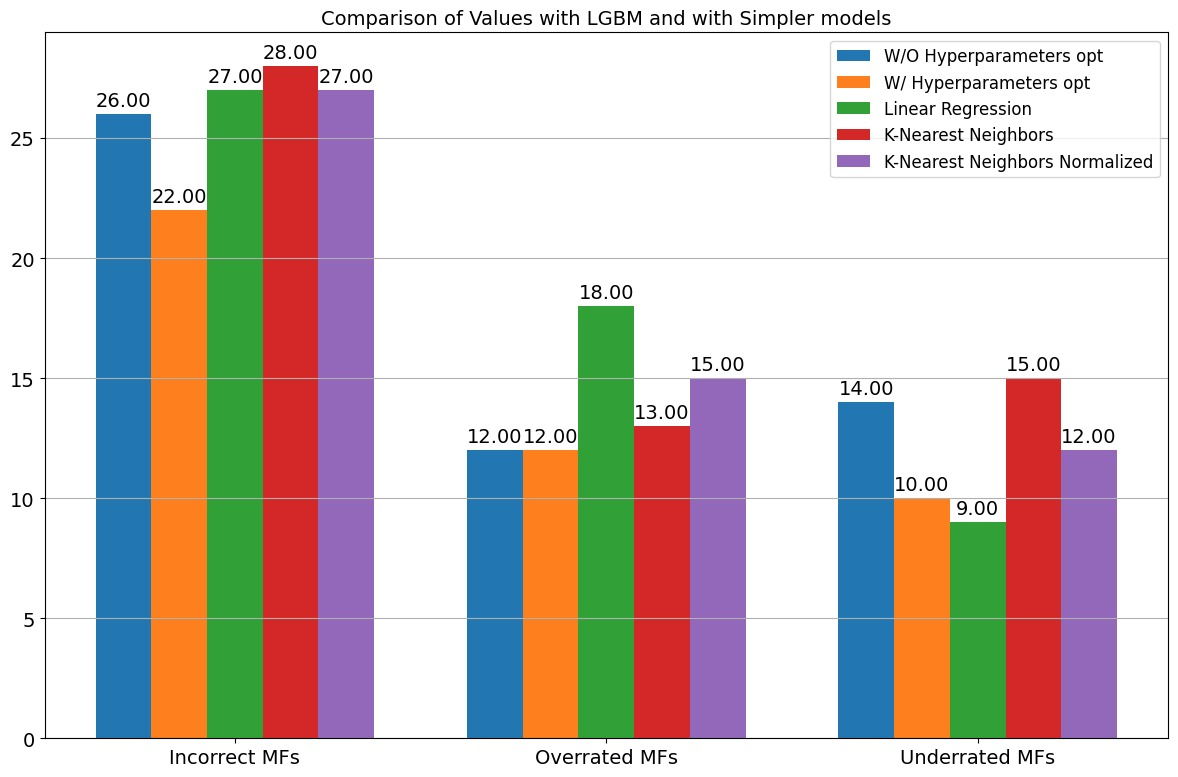 Comparison of Values with LGBM and with Simpler models
W/O Hyperparameters opt
W/ Hyperparameters opt
Linear Regression
K-Nearest Neighbors
K-Nearest Neighbors Normalized
26.00
22.00
27.00
28.00
27.00
12.00
12.00
18.00
13.00
15.00
14.00
10.00
9.00
15.00
12.00
25
20
15
10
5
0
Incorrect MFs
Overrated MFs
Underrated MFs